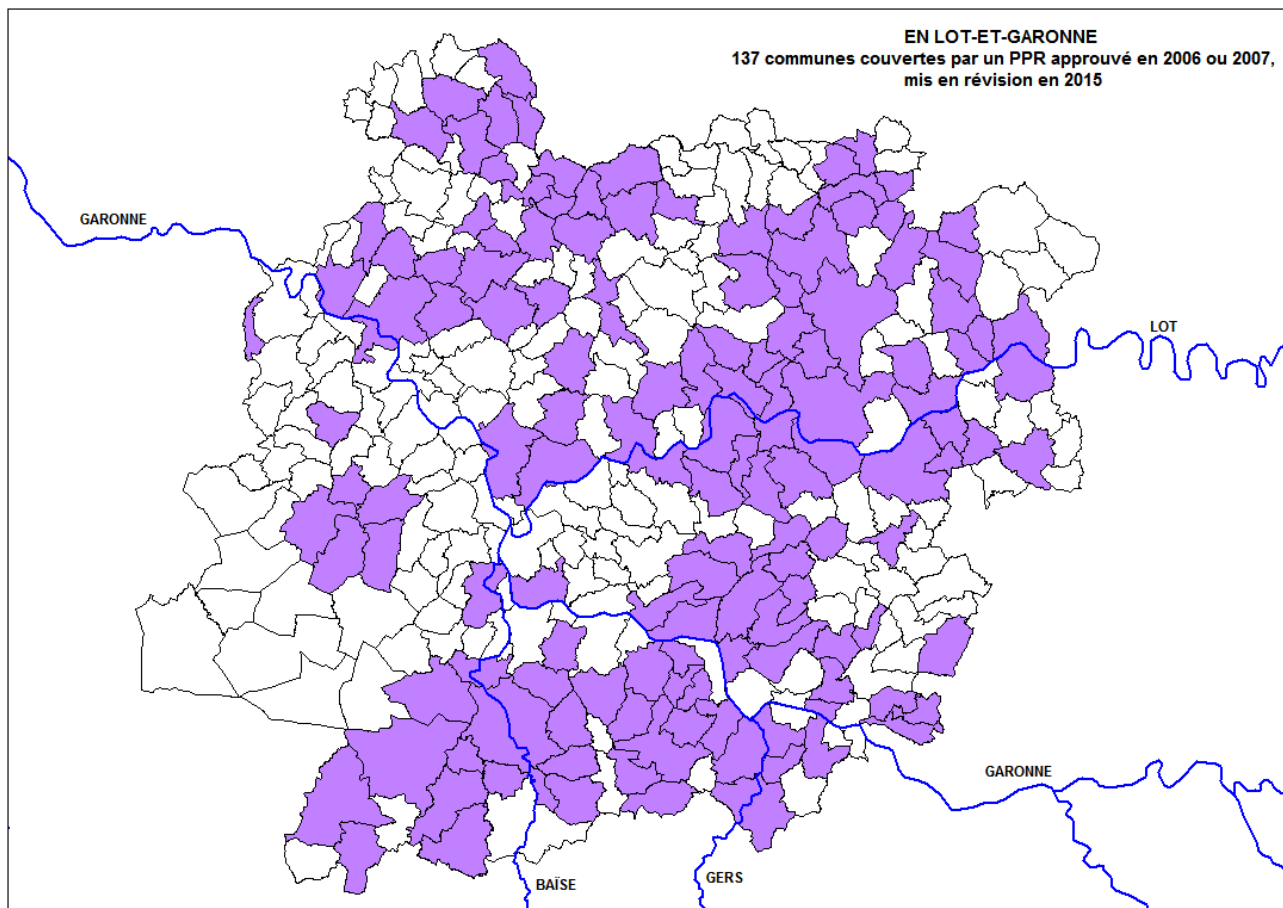 EN LOT-ET-GARONNE
137 communes couvertes par un PPR approuvé en 2006 ou 2007,
mis en révision en 2015
GARONNE
LOT
GARONNE
BAÏSE
GERS